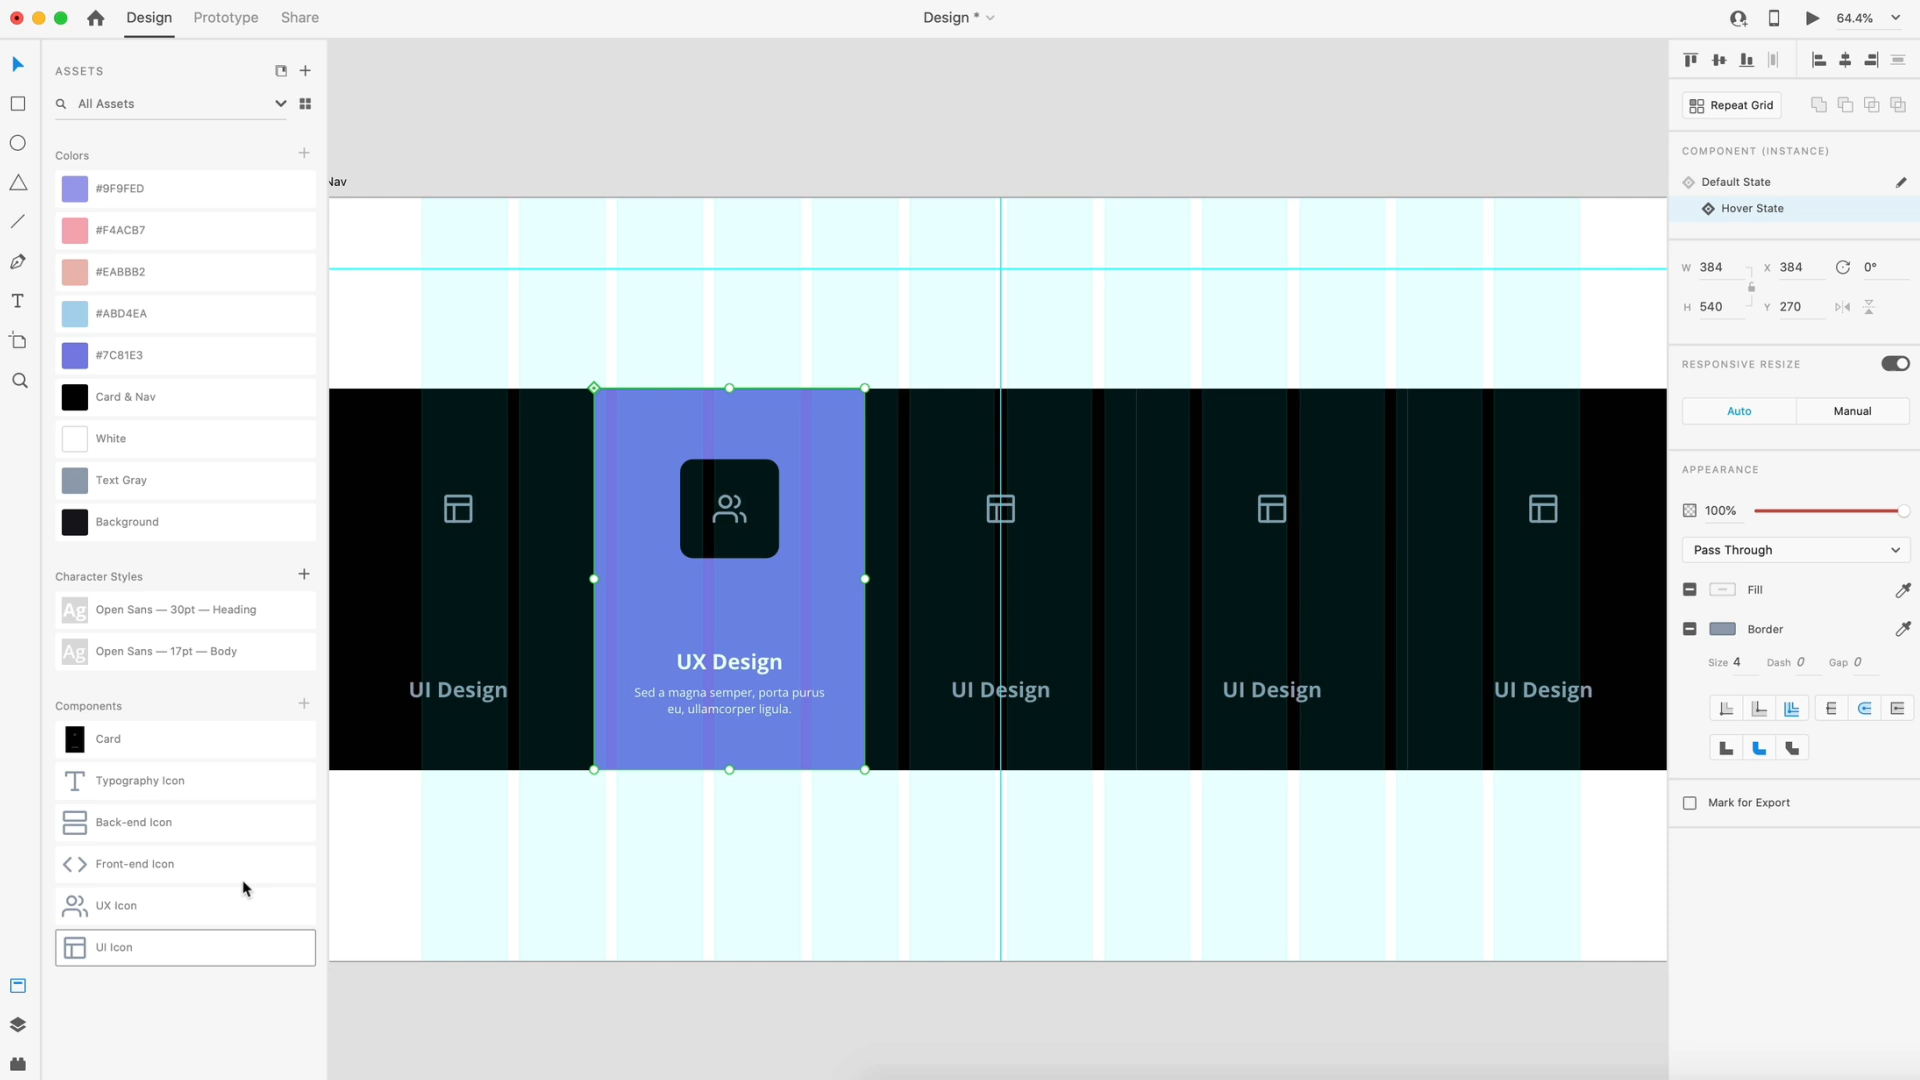 Design
Prototype
Share
Design *
64.4%
ASSETS
All Assets
Colors
#9F9FED
#F4ACB7
#EABBB2
#ABD4EA
#7C81E3
Card & Nav
White
Text Gray
Background
Character Styles
Ag Open Sans — 30pt — Heading
Ag Open Sans — 17pt — Body
Components
Card
Typography Icon
Back-end Icon
Front-end Icon
UX Icon
UI Icon
Nav
UI Design
UX Design
Sed a magna semper, porta purus
eu, ullamcorper ligula.
UI Design
UI Design
UI Design
Repeat Grid
COMPONENT (INSTANCE)
Default State
Hover State
W 384 X 384 0°
H 540 Y 270
RESPONSIVE RESIZE
Auto Manual
APPEARANCE
100%
Pass Through
Fill
Border
Size 4 Dash 0 Gap 0
Mark for Export